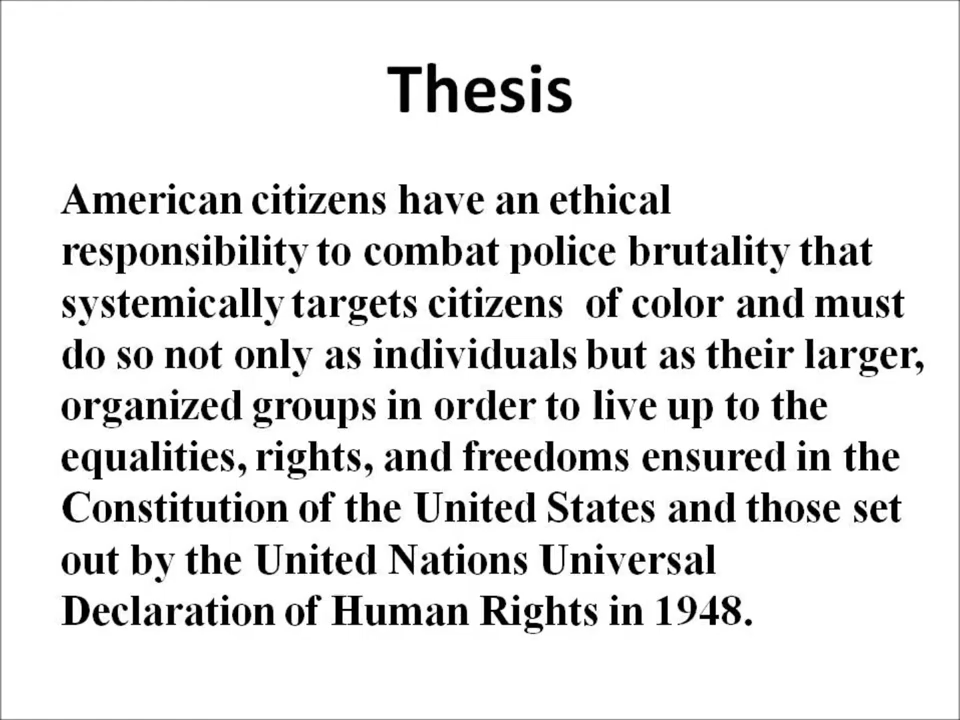 Thesis
American citizens have an ethical
responsibility to combat police brutality that
systemically targets citizens  of color and must
do so not only as individuals but as their larger,
organized groups in order to live up to the
equalities, rights, and freedoms ensured in the
Constitution of the United States and those set
out by the United Nations Universal
Declaration of Human Rights in 1948.